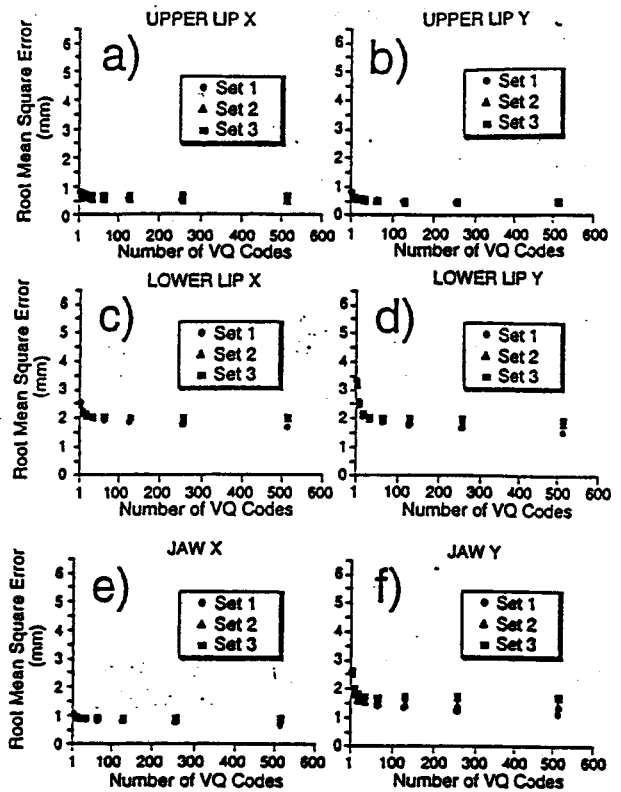 UPPER LIP X
a)
Root Mean Square Error
(mm)
6
5
4
3
2
1
0
Set 1
Set 2
Set 3
1 100 200 300 400 500 600
Number of VQ Codes
UPPER LIP Y
b)
6
5
4
3
2
1
0
Set 1
Set 2
Set 3
1 100 200 300 400 500 600
Number of VQ Codes
LOWER LIP X
c)
Root Mean Square Error
(mm)
6
5
4
3
2
1
0
Set 1
Set 2
Set 3
1 100 200 300 400 500 600
Number of VQ Codes
LOWER LIP Y
d)
6
5
4
3
2
1
0
Set 1
Set 2
Set 3
1 100 200 300 400 500 600
Number of VQ Codes
JAW X
e)
Root Mean Square Error
(mm)
6
5
4
3
2
1
0
Set 1
Set 2
Set 3
1 100 200 300 400 500 600
Number of VQ Codes
JAW Y
f)
6
5
4
3
2
1
0
Set 1
Set 2
Set 3
1 100 200 300 400 500 600
Number of VQ Codes